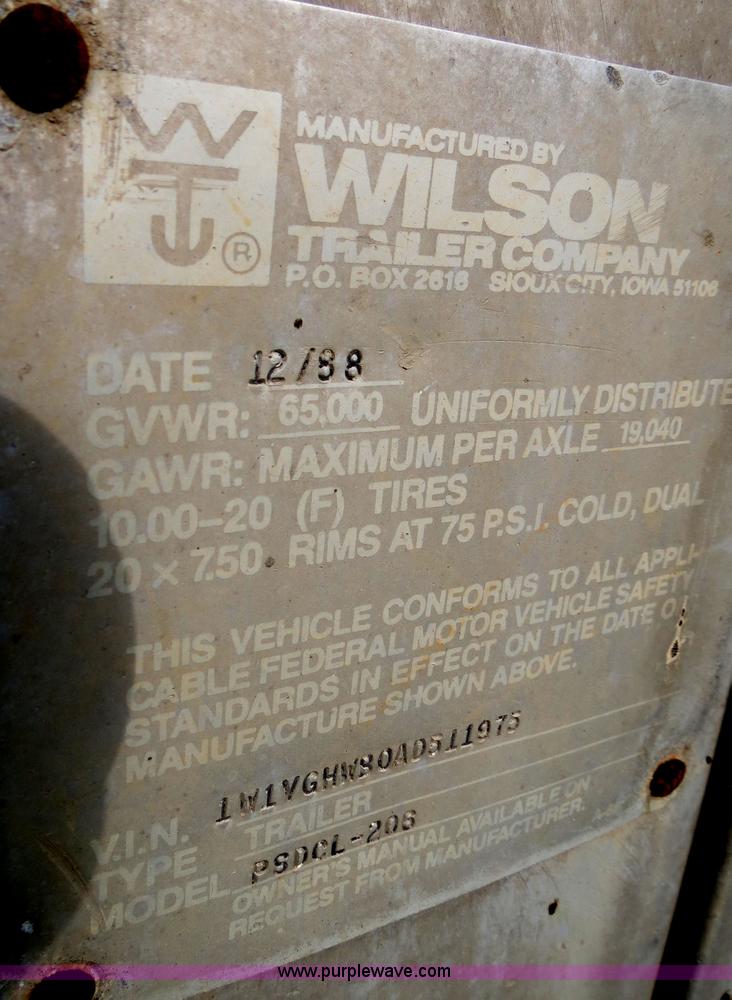 WTJ ®
MANUFACTURED BY
WILSON
TRAILER COMPANY
P.O. BOX 2616 SIOUX CITY, IOWA 51106
DATE 12/88
GVWR: 65,000 UNIFORMLY DISTRIBUTE
GAWR: MAXIMUM PER AXLE 19,040
10.00-20 (F) TIRES
20 x 7.50 RIMS AT 75 P.S.I. COLD, DUAL
THIS VEHICLE CONFORMS TO ALL APPLI-
CABLE FEDERAL MOTOR VEHICLE SAFETY
STANDARDS IN EFFECT ON THE DATE O
MANUFACTURE SHOWN ABOVE.
V.I.N. 1W1VGHW80AD511975
TYPE TRAILER
MODEL PSDCL-206
OWNER'S MANUAL AVAILABLE ON
REQUEST FROM MANUFACTURER.
www.purplewave.com